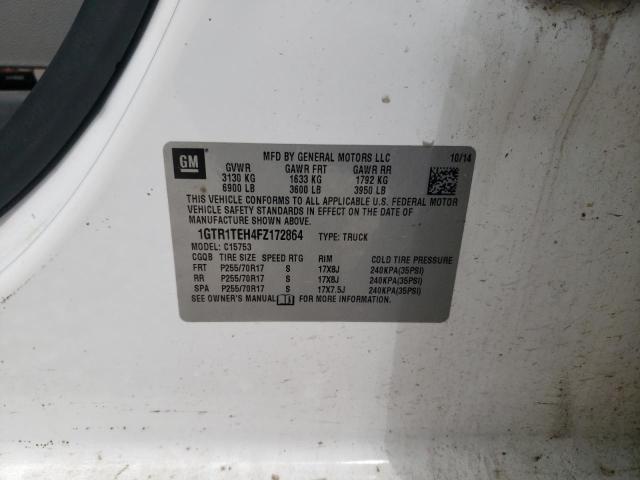 GM
MFD BY GENERAL MOTORS LLC 10/14
GVWR GAWR FRT GAWR RR
3130 KG 1633 KG 1792 KG
6900 LB 3600 LB 3950 LB
THIS VEHICLE CONFORMS TO ALL APPLICABLE U.S. FEDERAL MOTOR
VEHICLE SAFETY STANDARDS IN EFFECT ON THE DATE OF
MANUFACTURE SHOWN ABOVE.
1GTR1TEH4FZ172864 TYPE: TRUCK
MODEL: C15753
CGQB TIRE SIZE SPEED RTG RIM COLD TIRE PRESSURE
FRT P255/70R17 S 17X8J 240KPA(35PSI)
RR P255/70R17 S 17X8J 240KPA(35PSI)
SPA P255/70R17 S 17X7.5J 240KPA(35PSI)
SEE OWNER'S MANUAL FOR MORE INFORMATION.